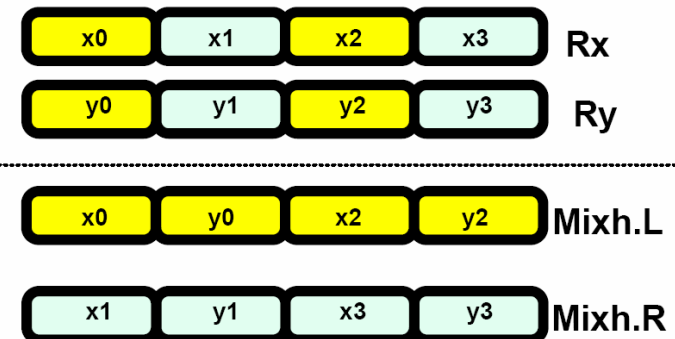 x0 x1 x2 x3 Rx
y0 y1 y2 y3 Ry
x0 y0 x2 y2 Mixh.L
x1 y1 x3 y3 Mixh.R